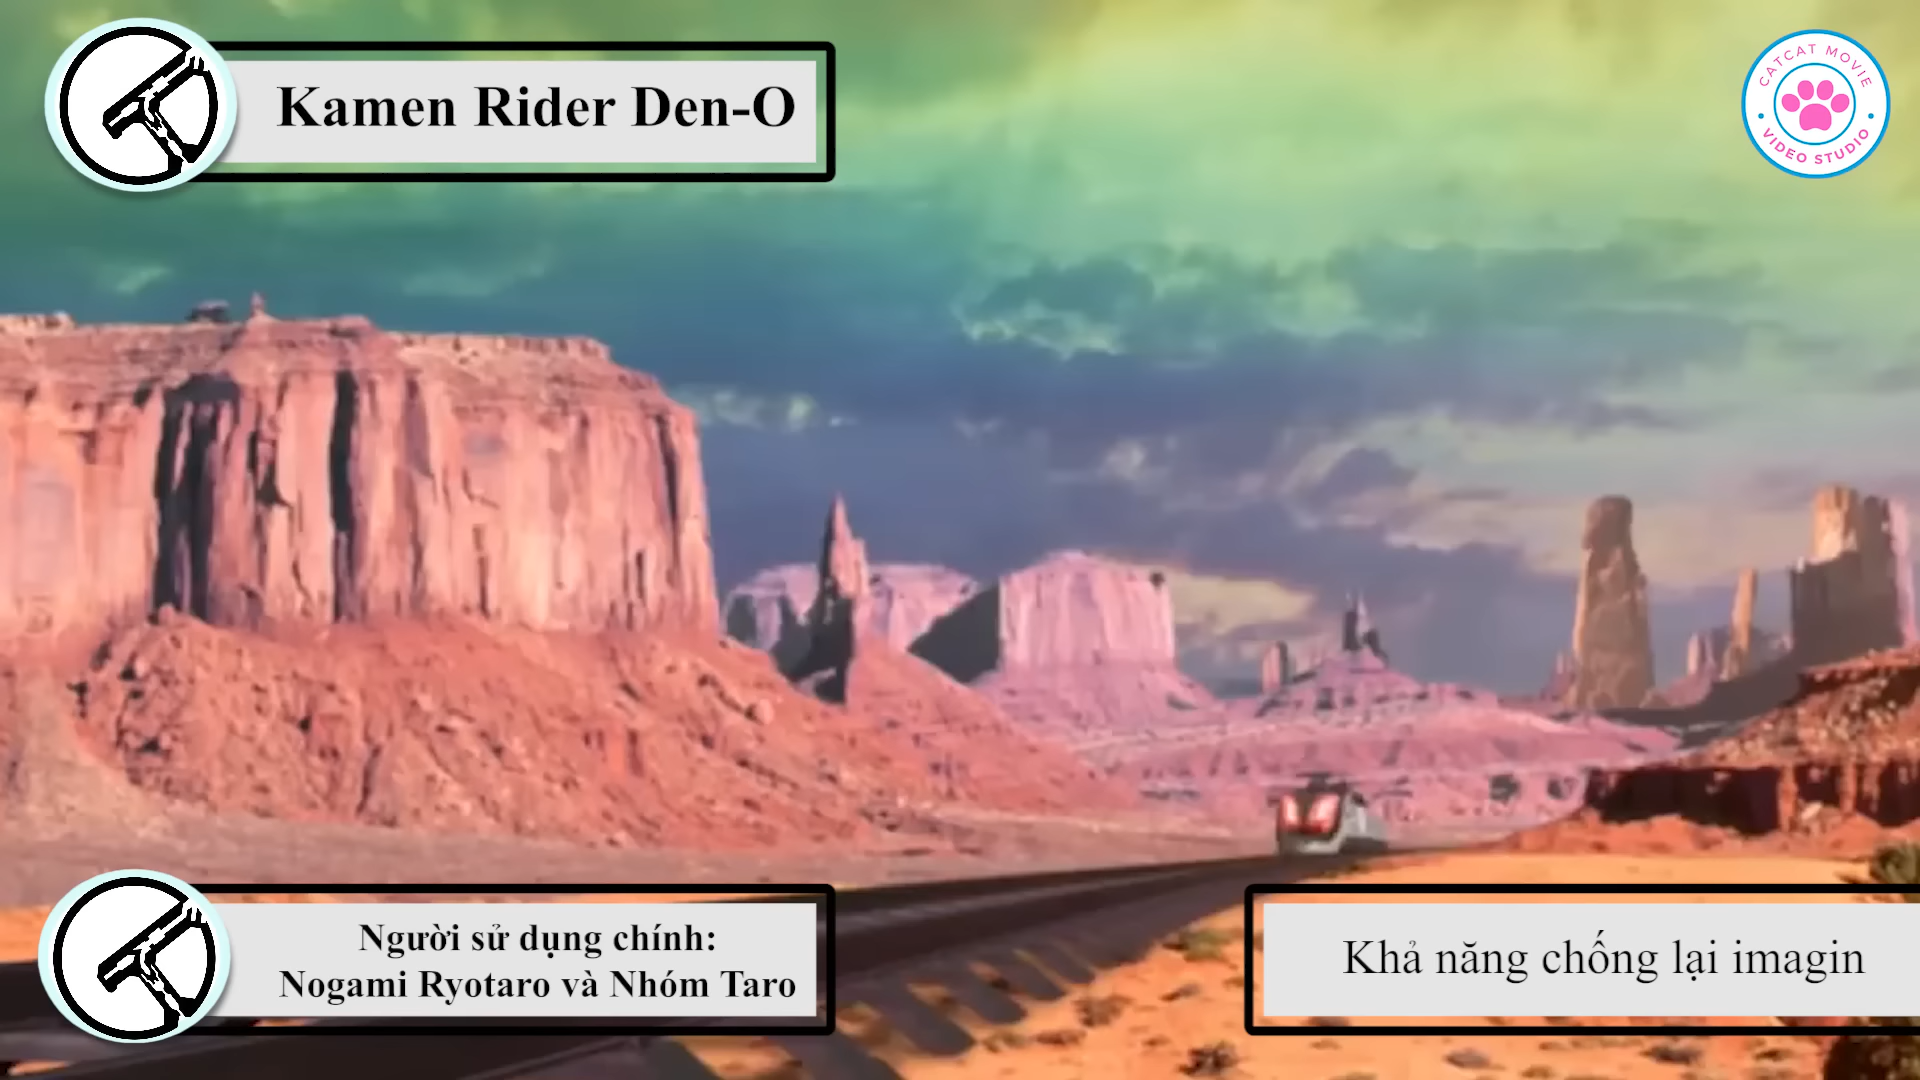 Kamen Rider Den-O
CATCAT MOVIE
VIDEO STUDIO
Người sử dụng chính:
Nogami Ryotaro và Nhóm Taro
Khả năng chống lại imagin